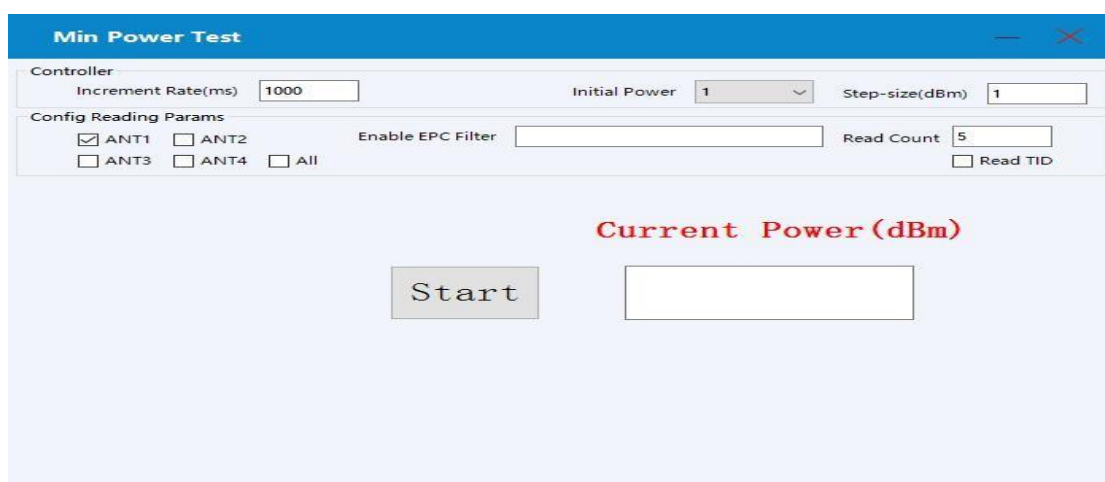 Min Power Test
Controller
Increment Rate(ms) 1000 Initial Power 1 Step-size(dBm) 1
Config Reading Params
ANT1 ANT2 Enable EPC Filter Read Count 5
ANT3 ANT4 All Read TID
Current Power(dBm)
Start